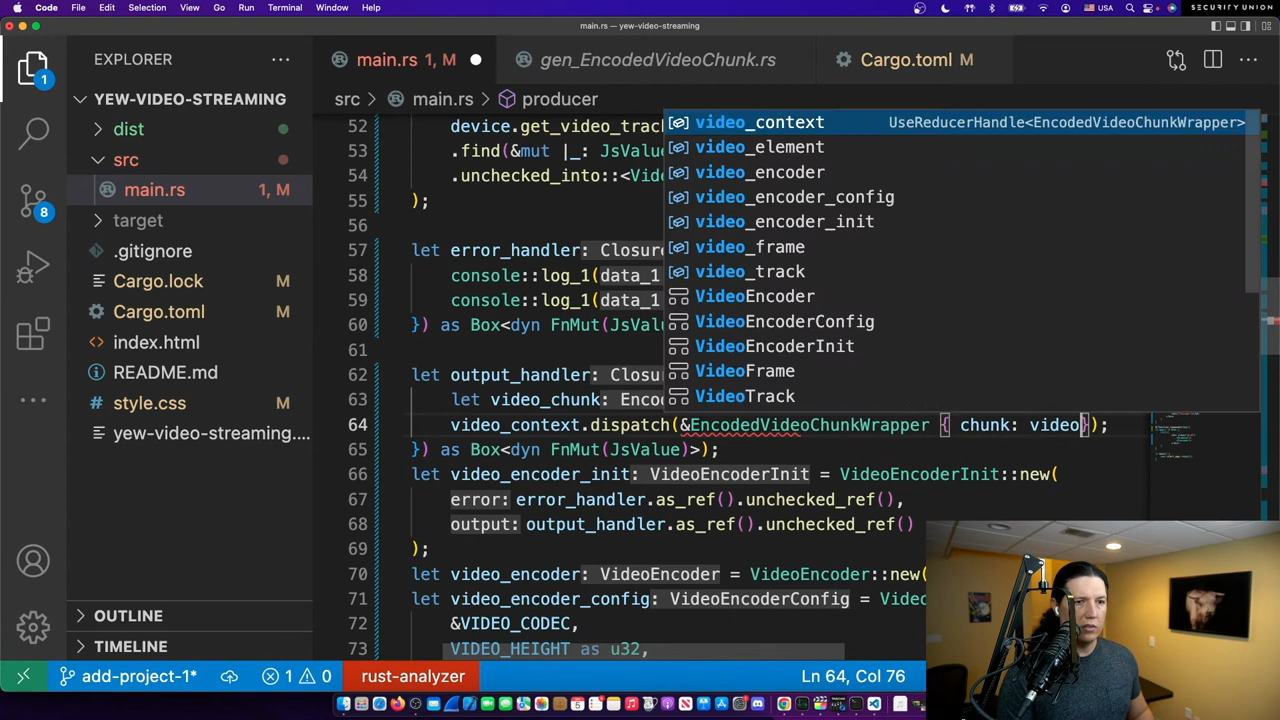 Code File Edit Selection View Go Run Terminal Window Help USA SECURITY UNION
main.rs — yew-video-streaming
EXPLORER
main.rs 1, M
gen_EncodedVideoChunk.rs
Cargo.toml M
1
YEW-VIDEO-STREAMING
src > main.rs > producer
dist
src
main.rs 1, M
target
.gitignore
8
Cargo.lock M
Cargo.toml M
index.html
README.md
style.css M
yew-video-streaming.
OUTLINE
TIMELINE
52 device.get_video_trac
53 .find(&mut |_: JsValue
54 .unchecked_into::<Vid
55 );
56
57 let error_handler: Closure
58 console::log_1(data_1
59 console::log_1(data_1
60 }) as Box<dyn FnMut(JsValu
61
62 let output_handler: Closu
63 let video_chunk: Enco
64 video_context.dispatch(&EncodedVideoChunkWrapper { chunk: video});
65 }) as Box<dyn FnMut(JsValue)>);
66 let video_encoder_init: VideoEncoderInit = VideoEncoderInit::new(
67 error: error_handler.as_ref().unchecked_ref(),
68 output: output_handler.as_ref().unchecked_ref()
69 );
70 let video_encoder: VideoEncoder = VideoEncoder::new(
71 let video_encoder_config: VideoEncoderConfig = Video
72 &VIDEO_CODEC,
73 VIDEO_HEIGHT as u32,
video_context UseReducerHandle<EncodedVideoChunkWrapper>
video_element
video_encoder
video_encoder_config
video_encoder_init
video_frame
video_track
VideoEncoder
VideoEncoderConfig
VideoEncoderInit
VideoFrame
VideoTrack
add-project-1* 1 0 rust-analyzer Ln 64, Col 76